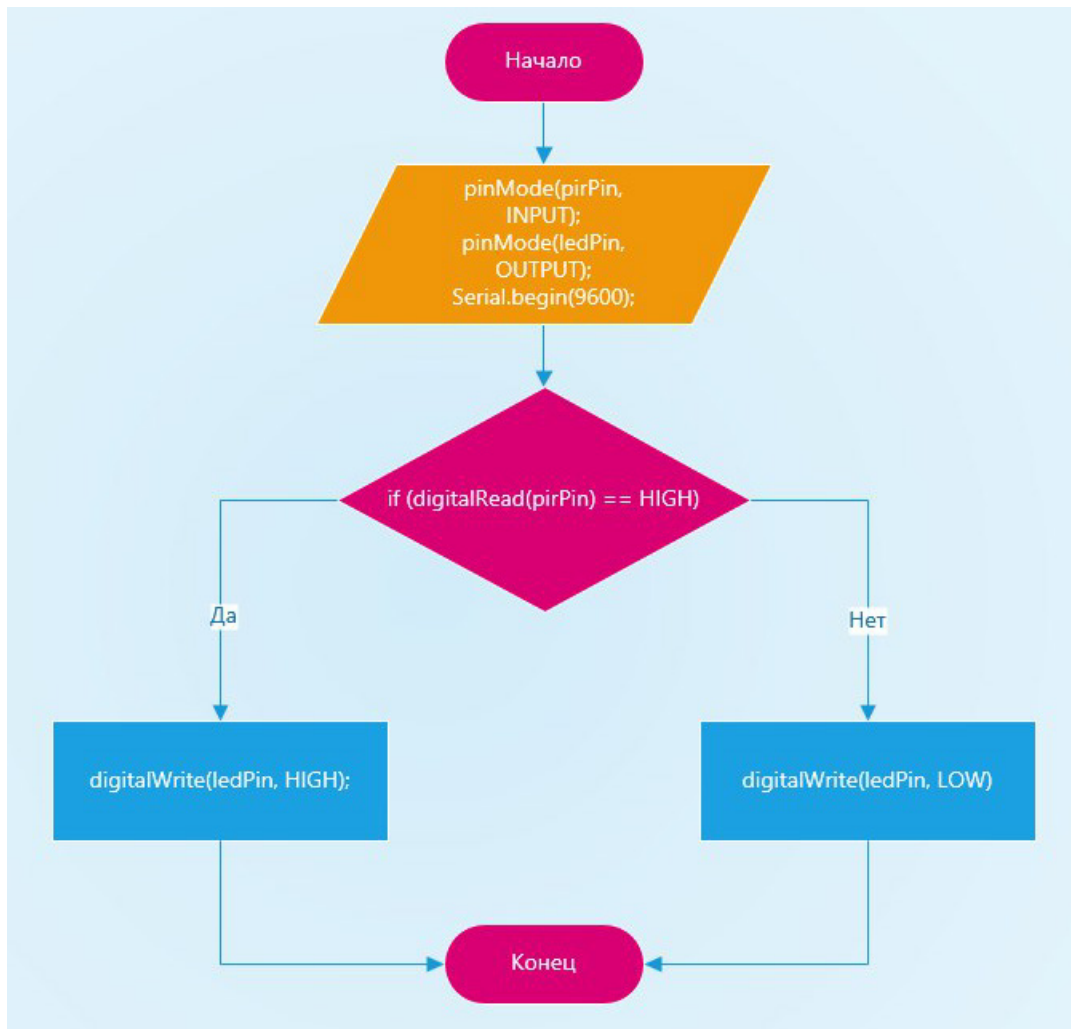 Начало
pinMode(pirPin,
INPUT);
pinMode(ledPin,
OUTPUT);
Serial.begin(9600);
if (digitalRead(pirPin) == HIGH)
Да
Нет
digitalWrite(ledPin, HIGH);
digitalWrite(ledPin, LOW)
Конец